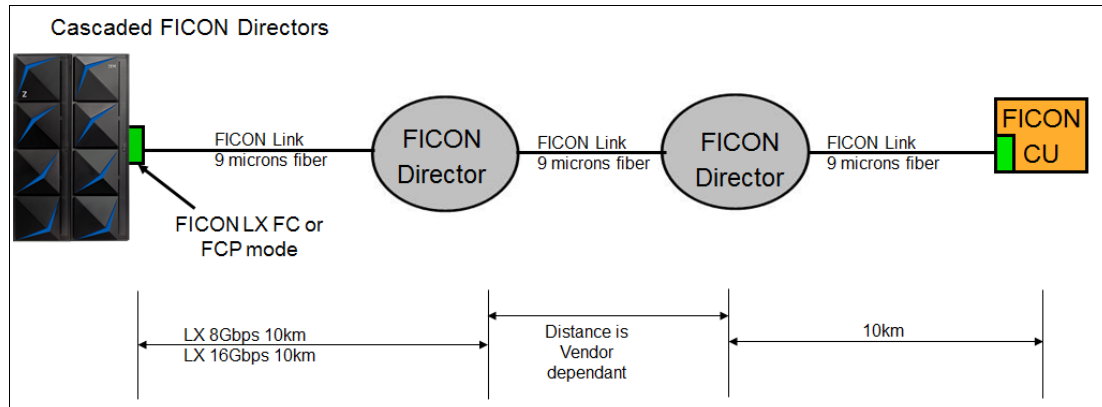 Cascaded FICON Directors
Z
FICON Link
9 microns fiber
FICON
Director
FICON Link
9 microns fiber
FICON
Director
FICON Link
9 microns fiber
FICON
CU
FICON LX FC or
FCP mode
LX 8Gbps 10km
LX 16Gbps 10km
Distance is
Vendor
dependant
10km